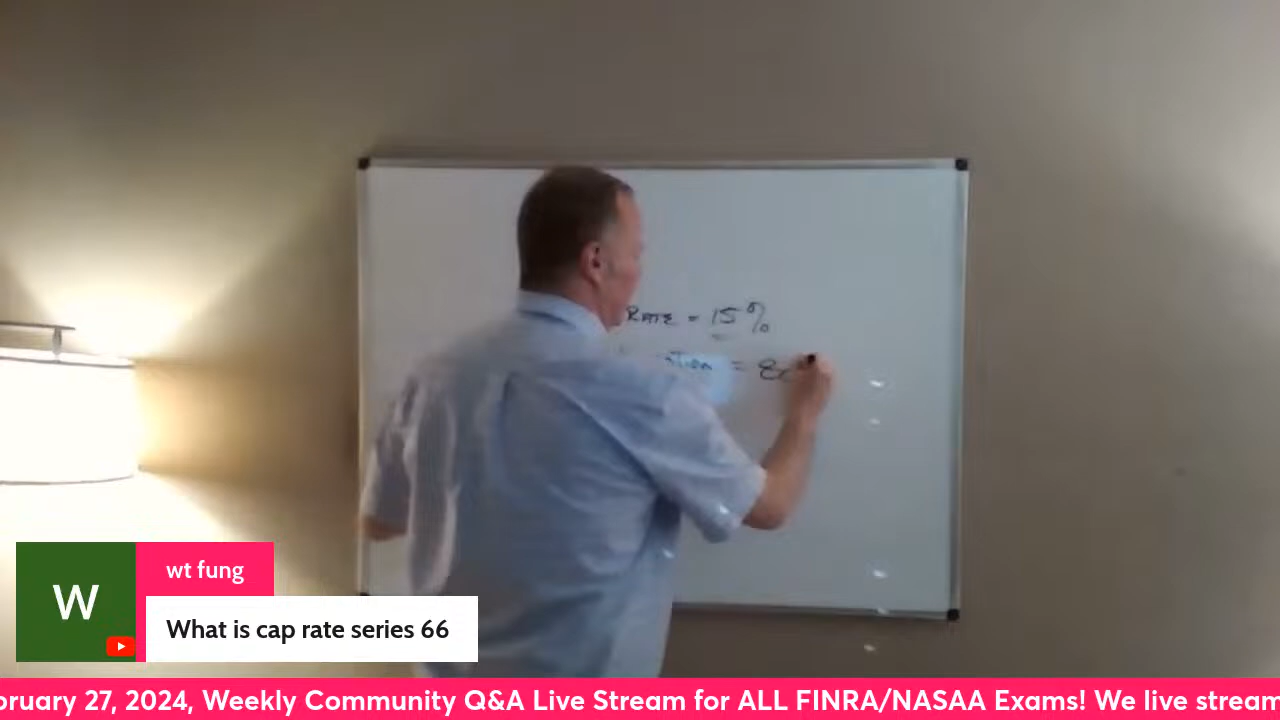 RATE = 15%
=
W
wt fung
What is cap rate series 66
bruary 27, 2024, Weekly Community Q&A Live Stream for ALL FINRA/NASAA Exams! We live stream